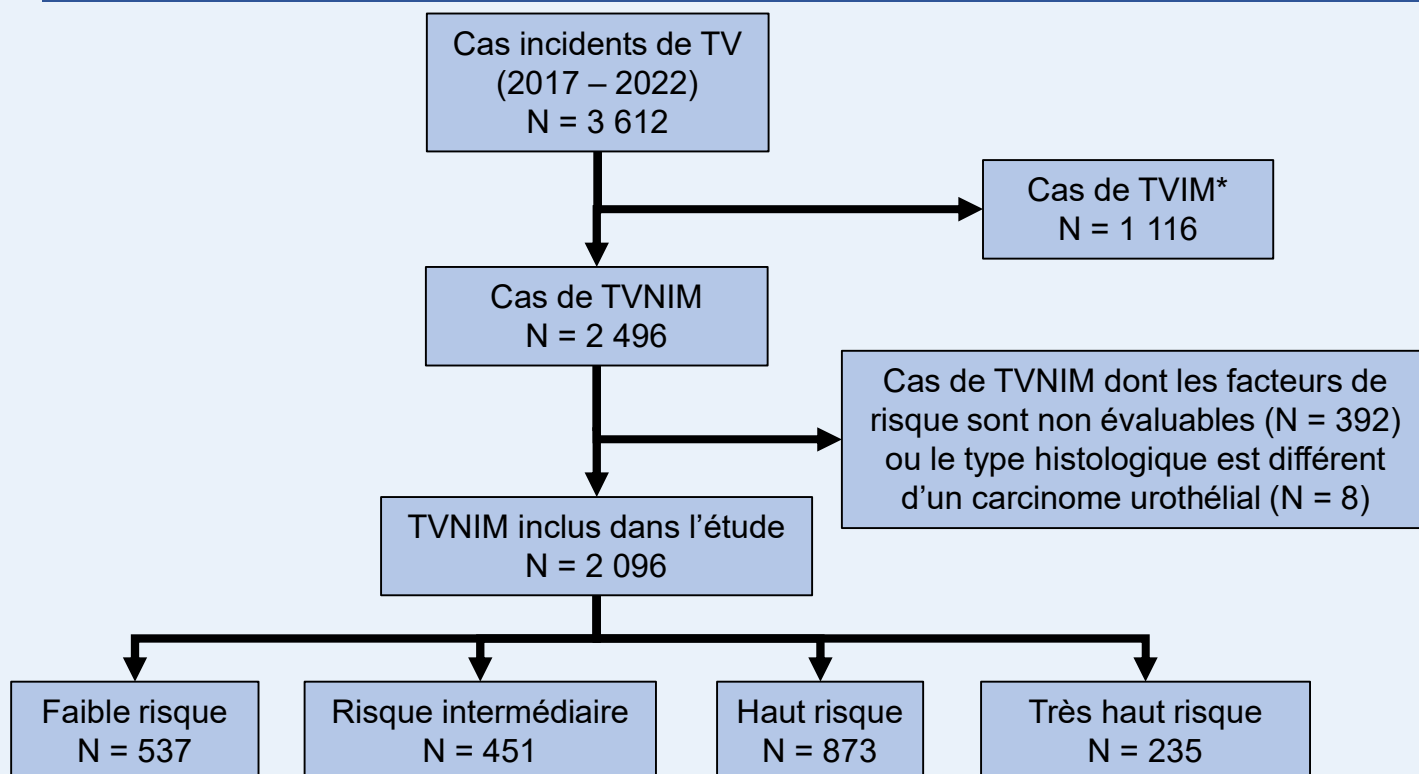 Cas incidents de TV
(2017 – 2022)
N = 3 612
Cas de TVIM*
N = 1 116
Cas de TVNIM
N = 2 496
Cas de TVNIM dont les facteurs de
risque sont non évaluables (N = 392)
ou le type histologique est différent
d’un carcinome urothélial (N = 8)
TVNIM inclus dans l’étude
N = 2 096
Faible risque
N = 537
Risque intermédiaire
N = 451
Haut risque
N = 873
Très haut risque
N = 235